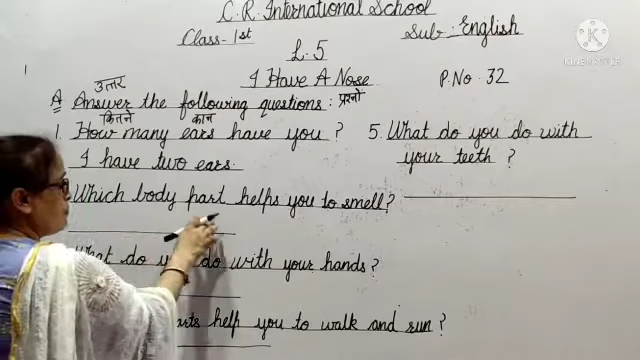 C.R. International School
Class-1st
Sub:- English
L. 5
I Have A Nose
P.No. 32
उत्तर
A Answer the following questions :
प्रश्नो
कितने कान
1. How many ears have you ?
I have two ears.
Which body part helps you to smell?
What do you do with your hands?
help you to walk and run ?
5. What do you do with
your teeth ?
KINEMASTER